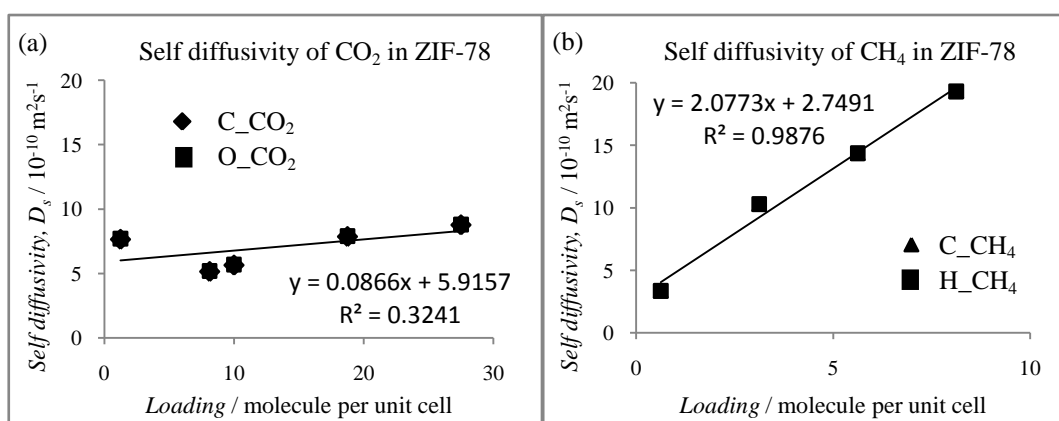 (a)
Self diffusivity of CO₂ in ZIF-78
Self diffusivity, Dₛ / 10⁻¹⁰ m²s⁻¹
20
15
10
5
0
C_CO₂
O_CO₂
y = 0.0866x + 5.9157
R² = 0.3241
0 10 20 30
Loading / molecule per unit cell
(b)
Self diffusivity of CH₄ in ZIF-78
Self diffusivity, Dₛ / 10⁻¹⁰ m²s⁻¹
20
15
10
5
0
y = 2.0773x + 2.7491
R² = 0.9876
C_CH₄
H_CH₄
0 5 10
Loading / molecule per unit cell